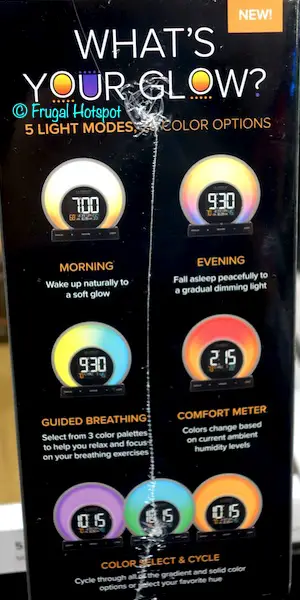 NEW!
WHAT'S
YOUR GLOW?
© Frugal Hotspot
5 LIGHT MODES, COLOR OPTIONS
7:00
9:30
MORNING
Wake up naturally to
a soft glow
EVENING
Fall asleep peacefully to
a gradual dimming light
9:30
2:15
GUIDED BREATHING
Select from 3 color palettes
to help you relax and focus
on your breathing exercises
COMFORT METER
Colors change based
on current ambient
humidity levels
10:15
10:15
10:15
COLOR SELECT & CYCLE
Cycle through all of the gradient and solid color
options or select your favorite hue